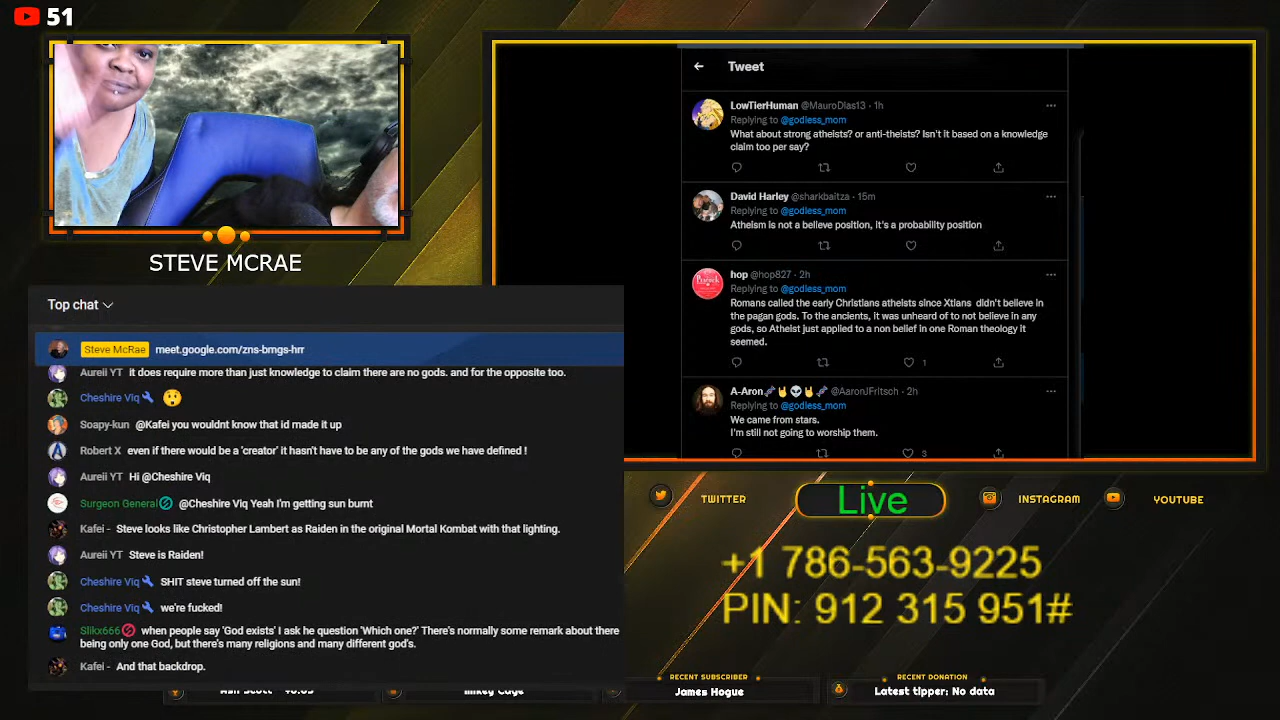 51
STEVE MCRAE
Top chat
Steve McRae meet.google.com/zns-bmgs-hrr
Aureii YT it does require more than just knowledge to claim there are no gods. and for the opposite too.
Cheshire Viq
Soapy-kun @Kafei you wouldnt know that id made it up
Robert X even if there would be a 'creator' it hasn't have to be any of the gods we have defined !
Aureii YT Hi @Cheshire Viq
Surgeon General @Cheshire Viq Yeah I'm getting sun burnt
Kafei - Steve looks like Christopher Lambert as Raiden in the original Mortal Kombat with that lighting.
Aureii YT Steve is Raiden!
Cheshire Viq SHIT steve turned off the sun!
Cheshire Viq we're fucked!
Slikx666 when people say 'God exists' I ask he question 'Which one?' There's normally some remark about there
being only one God, but there's many religions and many different god's.
Kafei - And that backdrop.
Tweet
LowTierHuman @MauroDias13 · 1h
Replying to @godless_mom
What about strong atheists? or anti-theists? Isn't it based on a knowledge
claim too per say?
David Harley @sharkbaitza · 15m
Replying to @godless_mom
Atheism is not a believe position, it's a probability position
hop @hop827 · 2h
Replying to @godless_mom
Romans called the early Christians atheists since Xtians didn't believe in
the pagan gods. To the ancients, it was unheard of to not believe in any
gods, so Atheist just applied to a non belief in one Roman theology it
seemed.
1
A-Aron @AaronJFritsch · 2h
Replying to @godless_mom
We came from stars.
I'm still not going to worship them.
3
TWITTER
Live
INSTAGRAM
YOUTUBE
+1 786-563-9225
PIN: 912 315 951#
Mikey Cage
RECENT SUBSCRIBER
James Hogue
RECENT DONATION
Latest tipper: No data